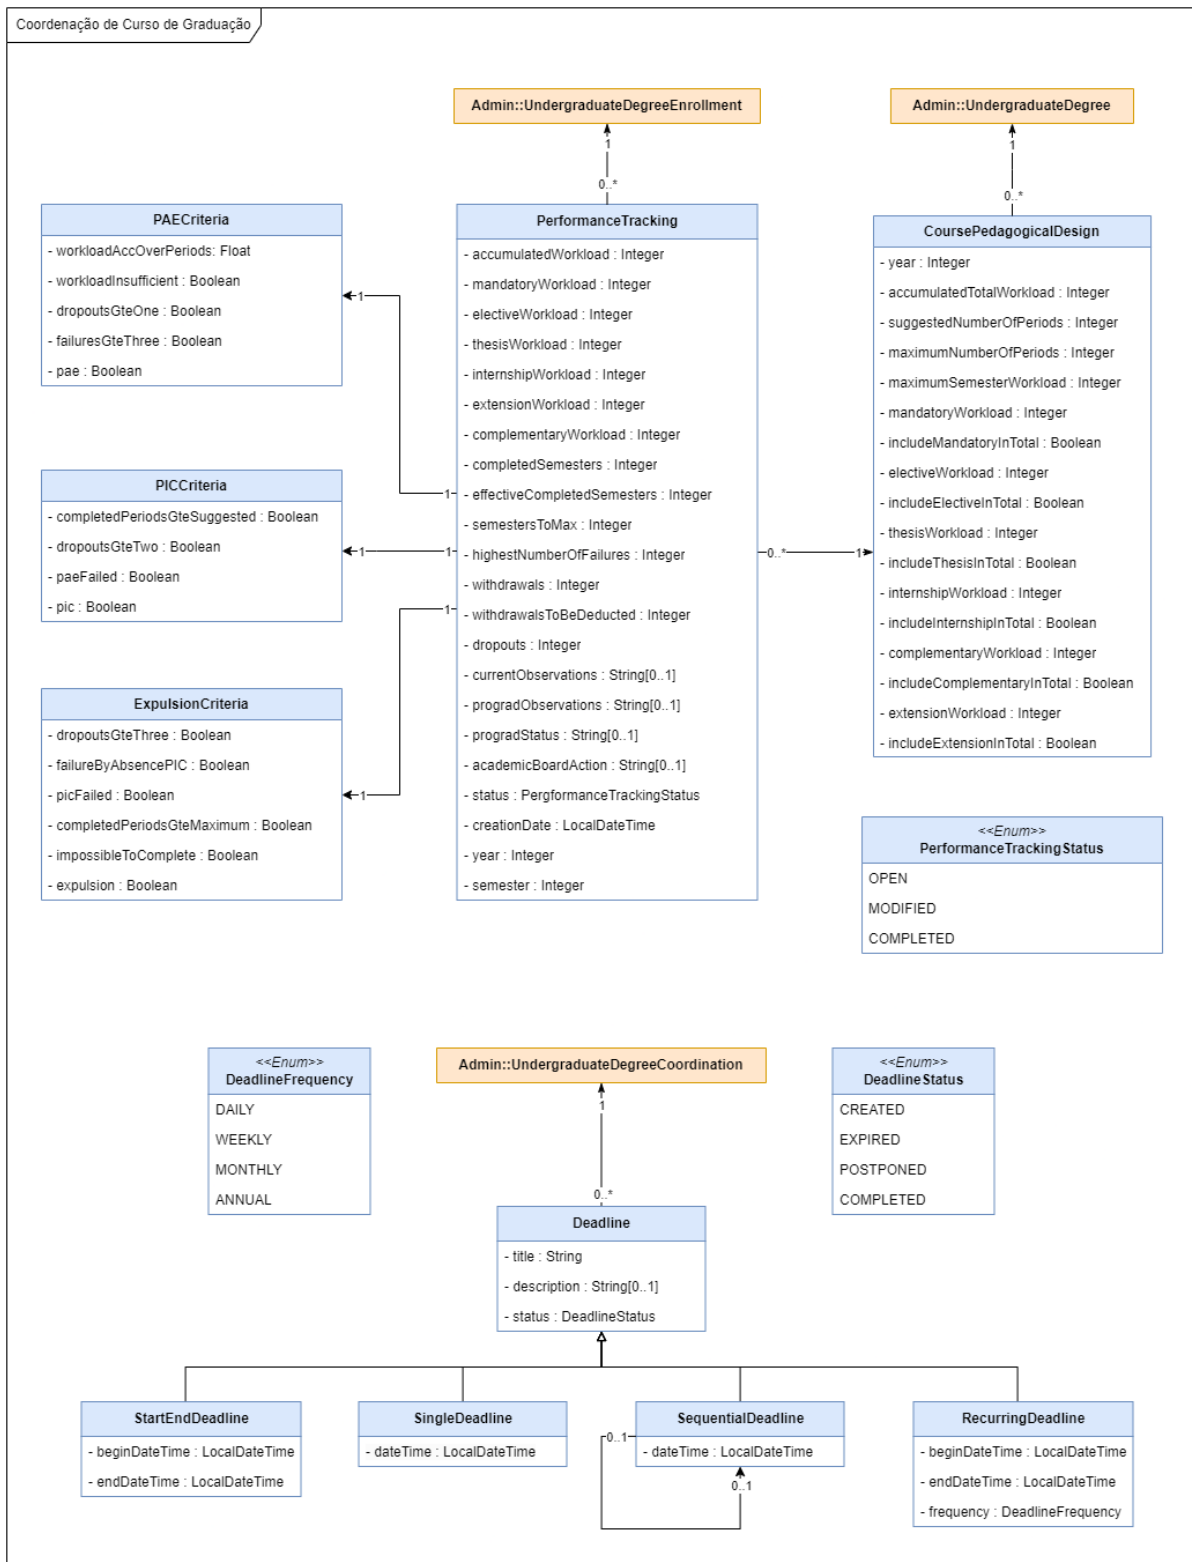 Coordenação de Curso de Graduação
Admin::UndergraduateDegreeEnrollment
1
0..*
Admin::UndergraduateDegree
1
0..*
PAECriteria
- workloadAccOverPeriods: Float
- workloadInsufficient : Boolean
- dropoutsGteOne : Boolean
- failuresGteThree : Boolean
- pae : Boolean
1
1
PICCriteria
- completedPeriodsGteSuggested : Boolean
- dropoutsGteTwo : Boolean
- paeFailed : Boolean
- pic : Boolean
1
1
ExpulsionCriteria
- dropoutsGteThree : Boolean
- failureByAbsencePIC : Boolean
- picFailed : Boolean
- completedPeriodsGteMaximum : Boolean
- impossibleToComplete : Boolean
- expulsion : Boolean
1
1
PerformanceTracking
- accumulatedWorkload : Integer
- mandatoryWorkload : Integer
- electiveWorkload : Integer
- thesisWorkload : Integer
- internshipWorkload : Integer
- extensionWorkload : Integer
- complementaryWorkload : Integer
- completedSemesters : Integer
- effectiveCompletedSemesters : Integer
- semestersToMax : Integer
- highestNumberOfFailures : Integer
- withdrawals : Integer
- withdrawalsToBeDeducted : Integer
- dropouts : Integer
- currentObservations : String[0..1]
- progradObservations : String[0..1]
- progradStatus : String[0..1]
- academicBoardAction : String[0..1]
- status : PergformanceTrackingStatus
- creationDate : LocalDateTime
- year : Integer
- semester : Integer
0..*
1
CoursePedagogicalDesign
- year : Integer
- accumulatedTotalWorkload : Integer
- suggestedNumberOfPeriods : Integer
- maximumNumberOfPeriods : Integer
- maximumSemesterWorkload : Integer
- mandatoryWorkload : Integer
- includeMandatoryInTotal : Boolean
- electiveWorkload : Integer
- includeElectiveInTotal : Boolean
- thesisWorkload : Integer
- includeThesisInTotal : Boolean
- internshipWorkload : Integer
- includeInternshipInTotal : Boolean
- complementaryWorkload : Integer
- includeComplementaryInTotal : Boolean
- extensionWorkload : Integer
- includeExtensionInTotal : Boolean
<<Enum>>
PerformanceTrackingStatus
OPEN
MODIFIED
COMPLETED
<<Enum>>
DeadlineFrequency
DAILY
WEEKLY
MONTHLY
ANNUAL
Admin::UndergraduateDegreeCoordination
1
0..*
<<Enum>>
DeadlineStatus
CREATED
EXPIRED
POSTPONED
COMPLETED
Deadline
- title : String
- description : String[0..1]
- status : DeadlineStatus
StartEndDeadline
- beginDateTime : LocalDateTime
- endDateTime : LocalDateTime
SingleDeadline
- dateTime : LocalDateTime
SequentialDeadline
- dateTime : LocalDateTime
0..1
0..1
RecurringDeadline
- beginDateTime : LocalDateTime
- endDateTime : LocalDateTime
- frequency : DeadlineFrequency